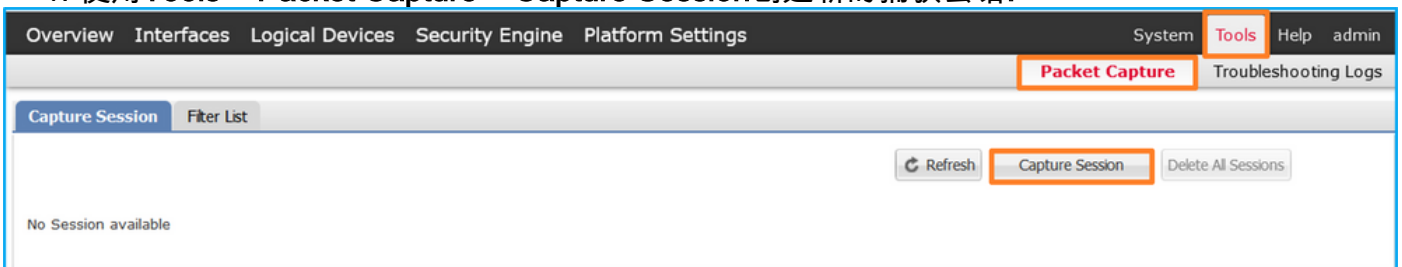 Overview Interfaces Logical Devices Security Engine Platform Settings System Tools Help admin
Packet Capture Troubleshooting Logs
Capture Session Filter List
Refresh Capture Session Delete All Sessions
No Session available